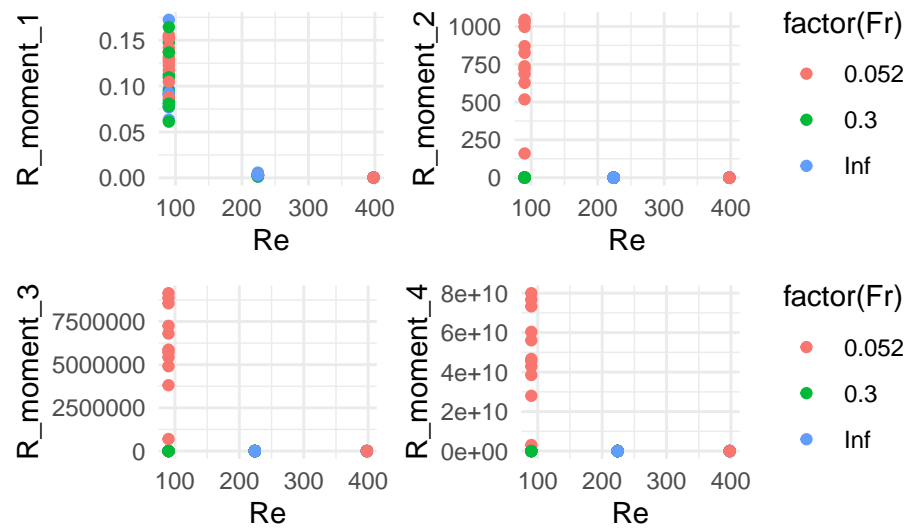 R_moment_1
0.15
0.10
0.05
0.00
100 200 300 400
Re
R_moment_2
1000
750
500
250
0
100 200 300 400
Re
factor(Fr)
0.052
0.3
Inf
R_moment_3
7500000
5000000
2500000
0
100 200 300 400
Re
R_moment_4
8e+10
6e+10
4e+10
2e+10
0e+00
100 200 300 400
Re
factor(Fr)
0.052
0.3
Inf